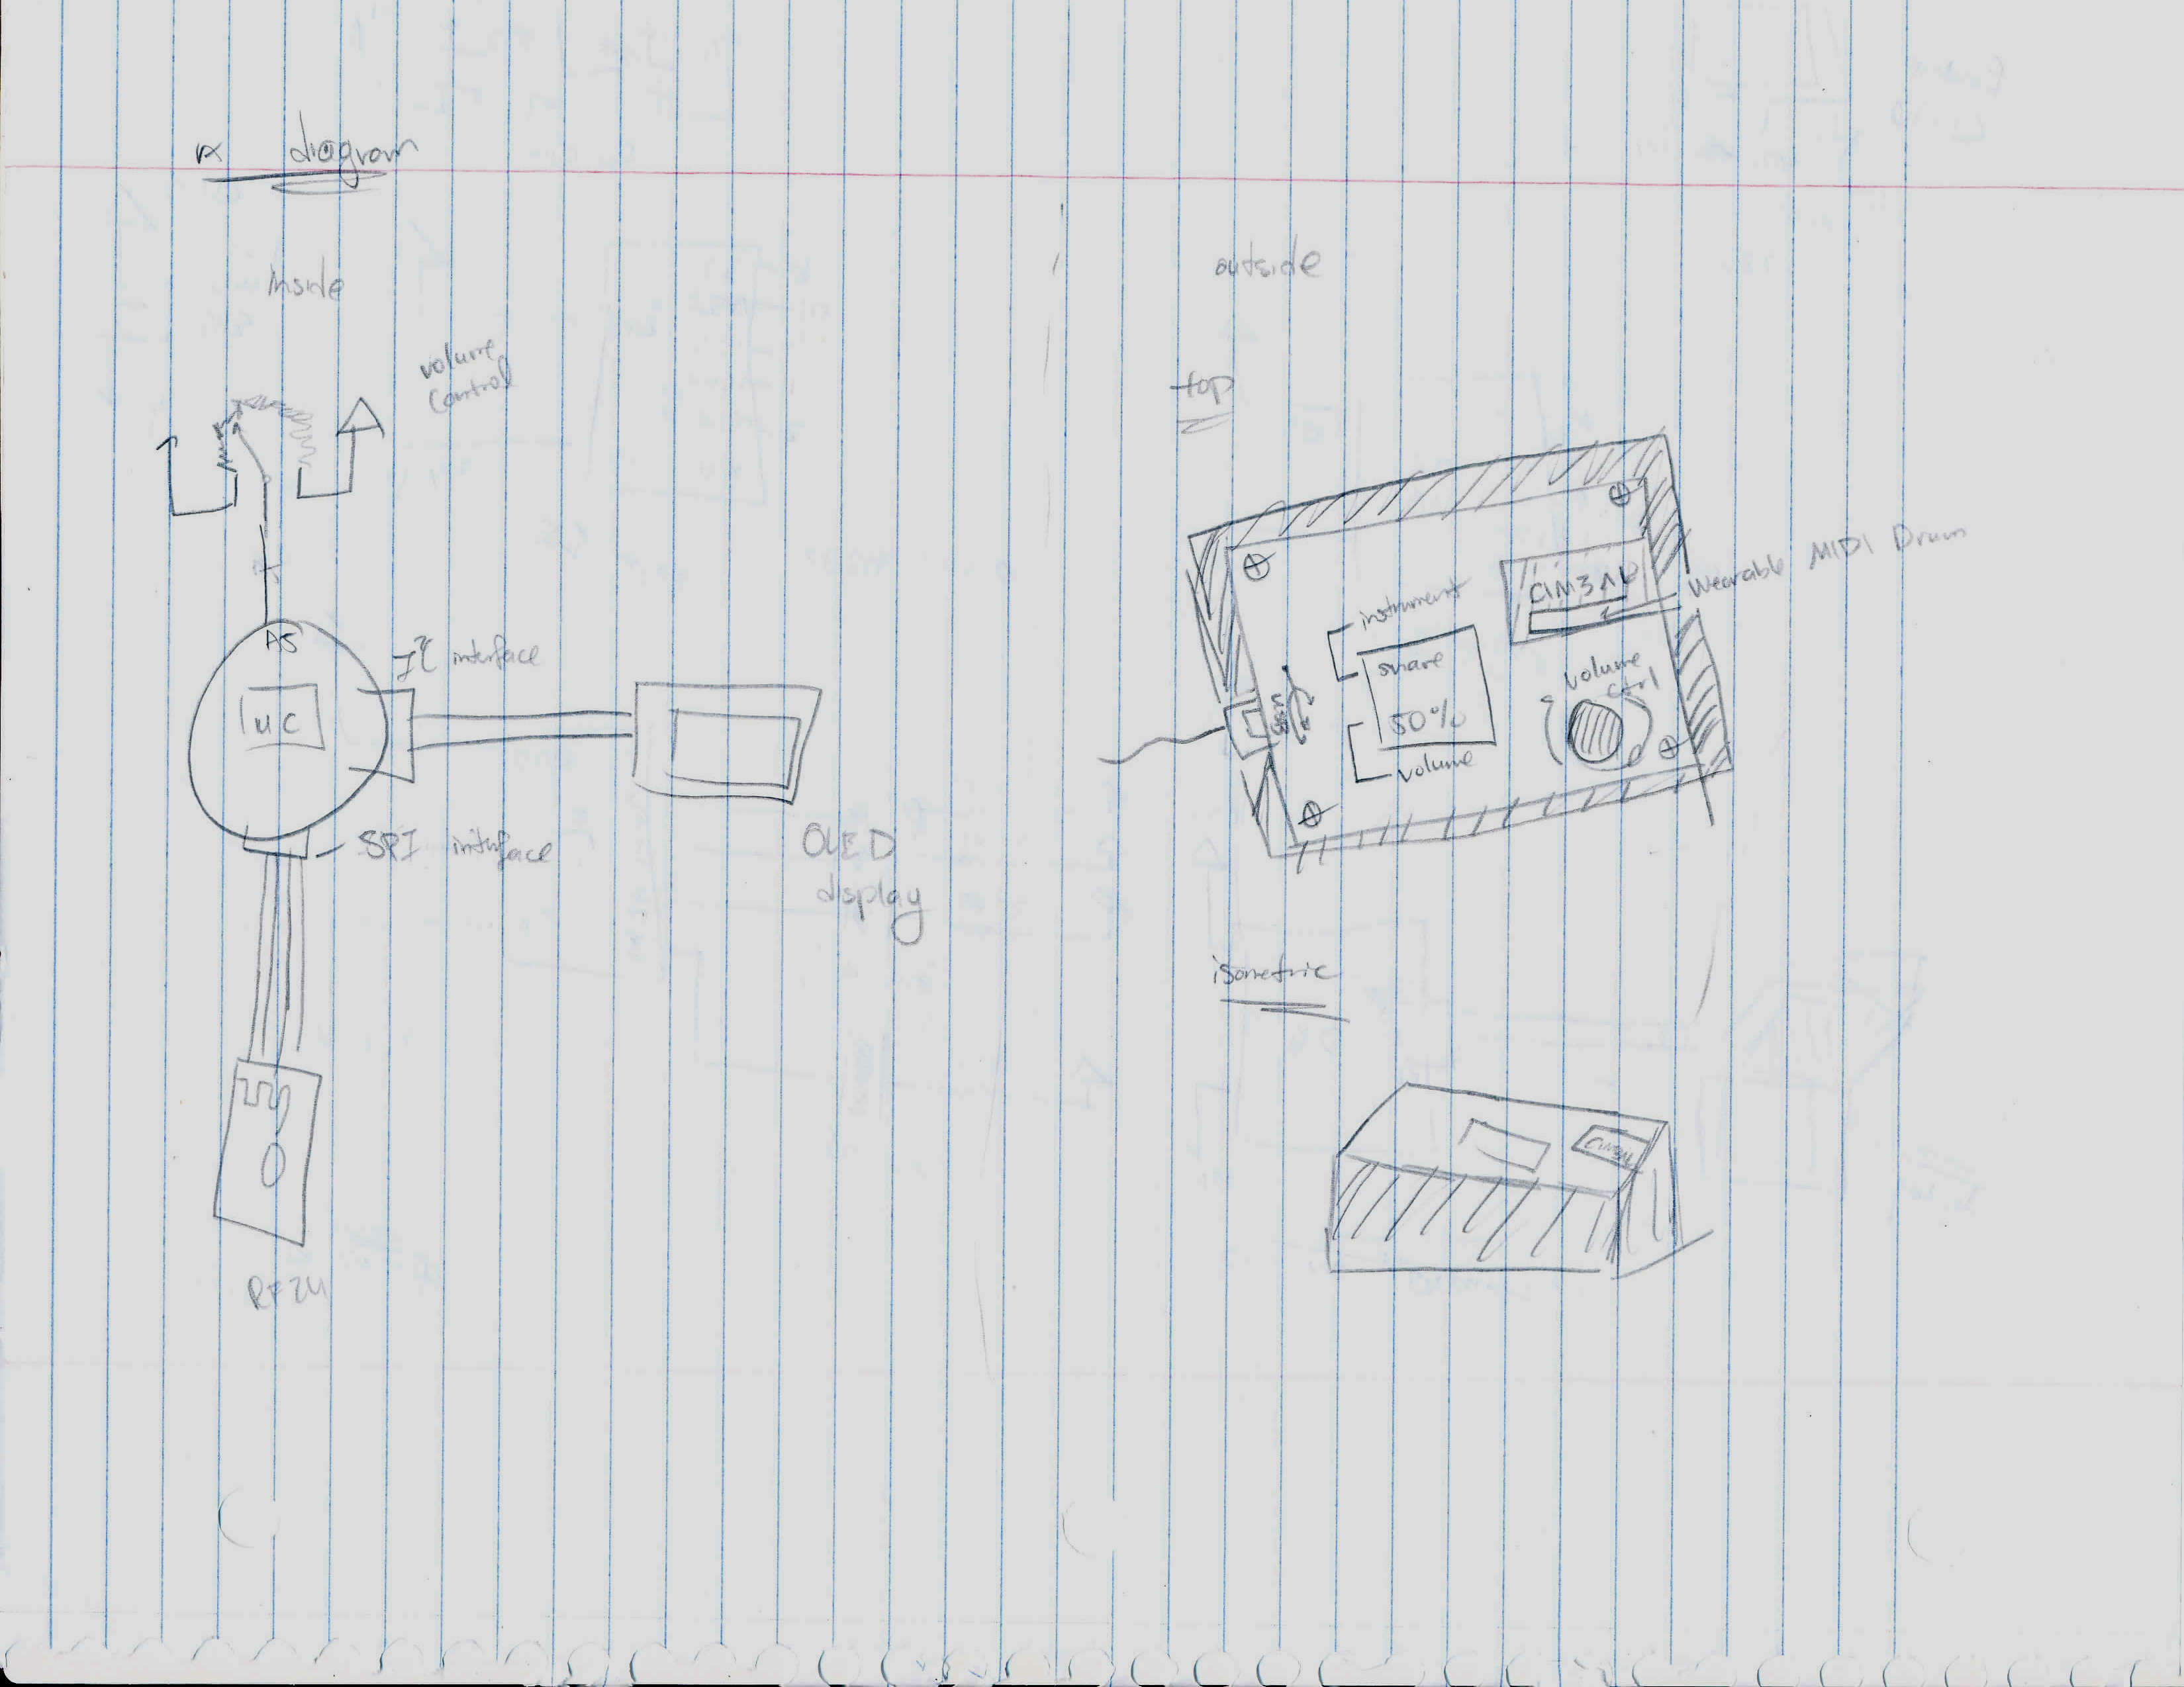 rx diagram
Inside
volume
control
A5
uC
I²C interface
SPI interface
OLED
display
RF24
outside
top
instrument
snare
50%
volume
Wearable MIDI Drum
volume
ctrl
isometric